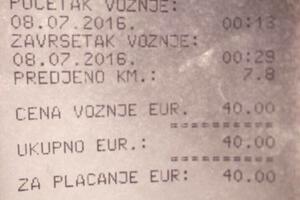 POCETAK VOZNJE:
08.07.2016. 00:13
ZAVRSETAK VOZNJE:
08.07.2016. 00:29
PREDJENO KM.: 7.8
CENA VOZNJE EUR. 40.00
==========
UKUPNO EUR.: 40.00
==========
ZA PLACANJE EUR: 40.00